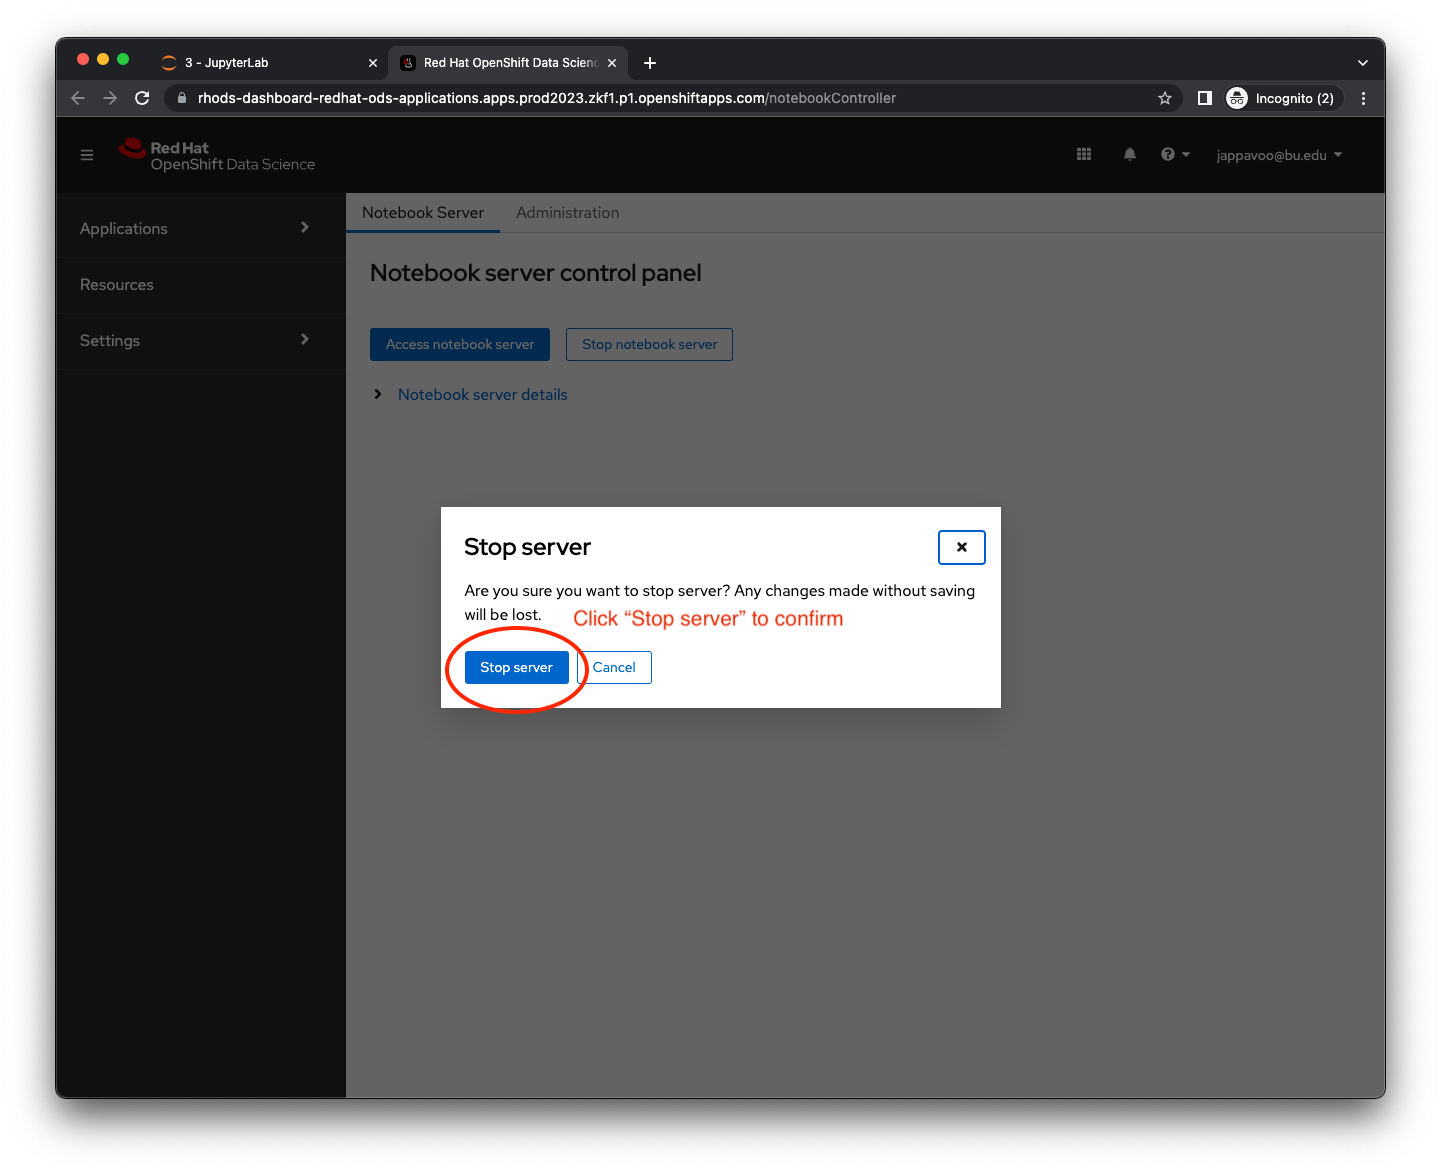 3 - JupyterLab
Red Hat OpenShift Data Scienc
rhods-dashboard-redhat-ods-applications.apps.prod2023.zkf1.p1.openshiftapps.com/notebookController
Incognito (2)
Red Hat
OpenShift Data Science
jappavoo@bu.edu
Applications
Resources
Settings
Notebook Server
Administration
Notebook server control panel
Access notebook server
Stop notebook server
Notebook server details
Stop server
Are you sure you want to stop server? Any changes made without saving
will be lost.
Click “Stop server” to confirm
Stop server
Cancel